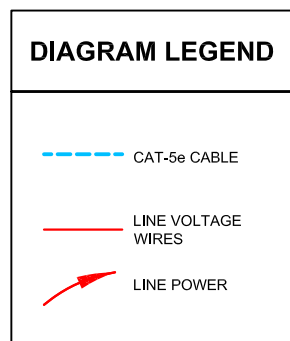 DIAGRAM LEGEND
CAT-5e CABLE
LINE VOLTAGE
WIRES
LINE POWER